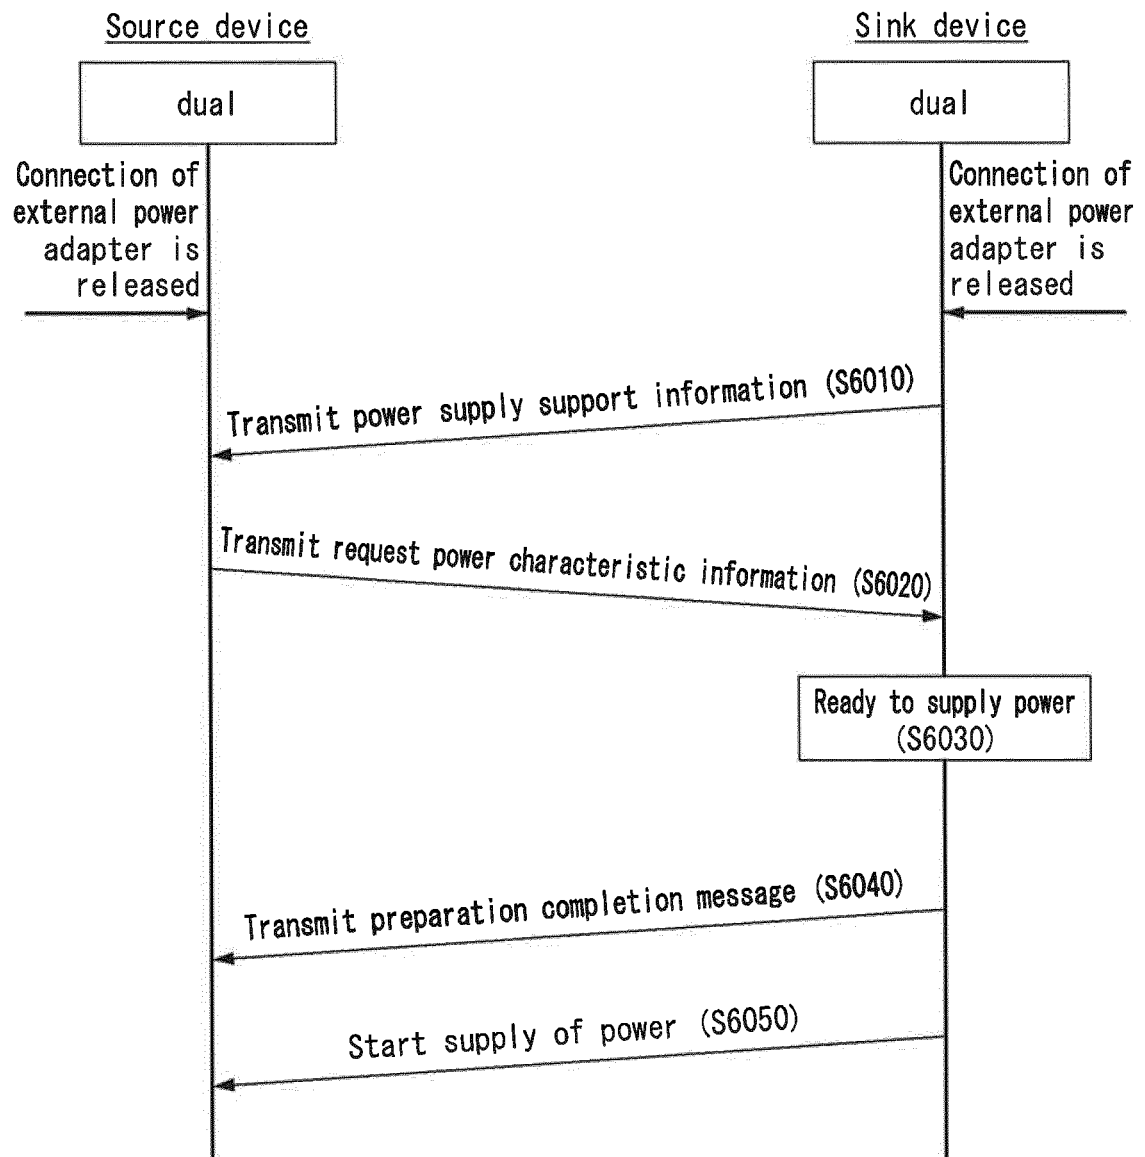 Source device
Sink device
dual
dual
Connection of
external power
adapter is
released
Connection of
external power
adapter is
released
Transmit power supply support information (S6010)
Transmit request power characteristic information (S6020)
Ready to supply power
(S6030)
Transmit preparation completion message (S6040)
Start supply of power (S6050)